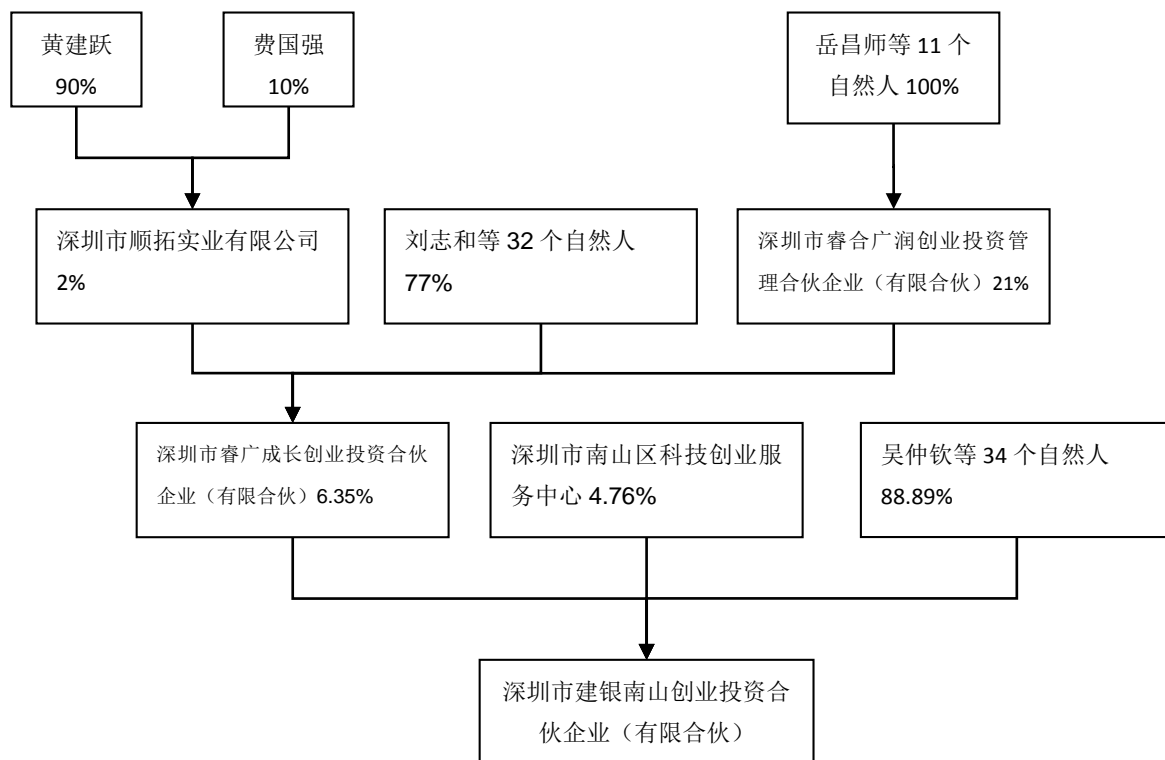 黄建跃
90%
费国强
10%
岳昌师等 11 个
自然人 100%
深圳市顺拓实业有限公司
2%
刘志和等 32 个自然人
77%
深圳市睿合广润创业投资管
理合伙企业（有限合伙）21%
深圳市睿广成长创业投资合伙
企业（有限合伙）6.35%
深圳市南山区科技创业服
务中心 4.76%
吴仲钦等 34 个自然人
88.89%
深圳市建银南山创业投资合
伙企业（有限合伙）